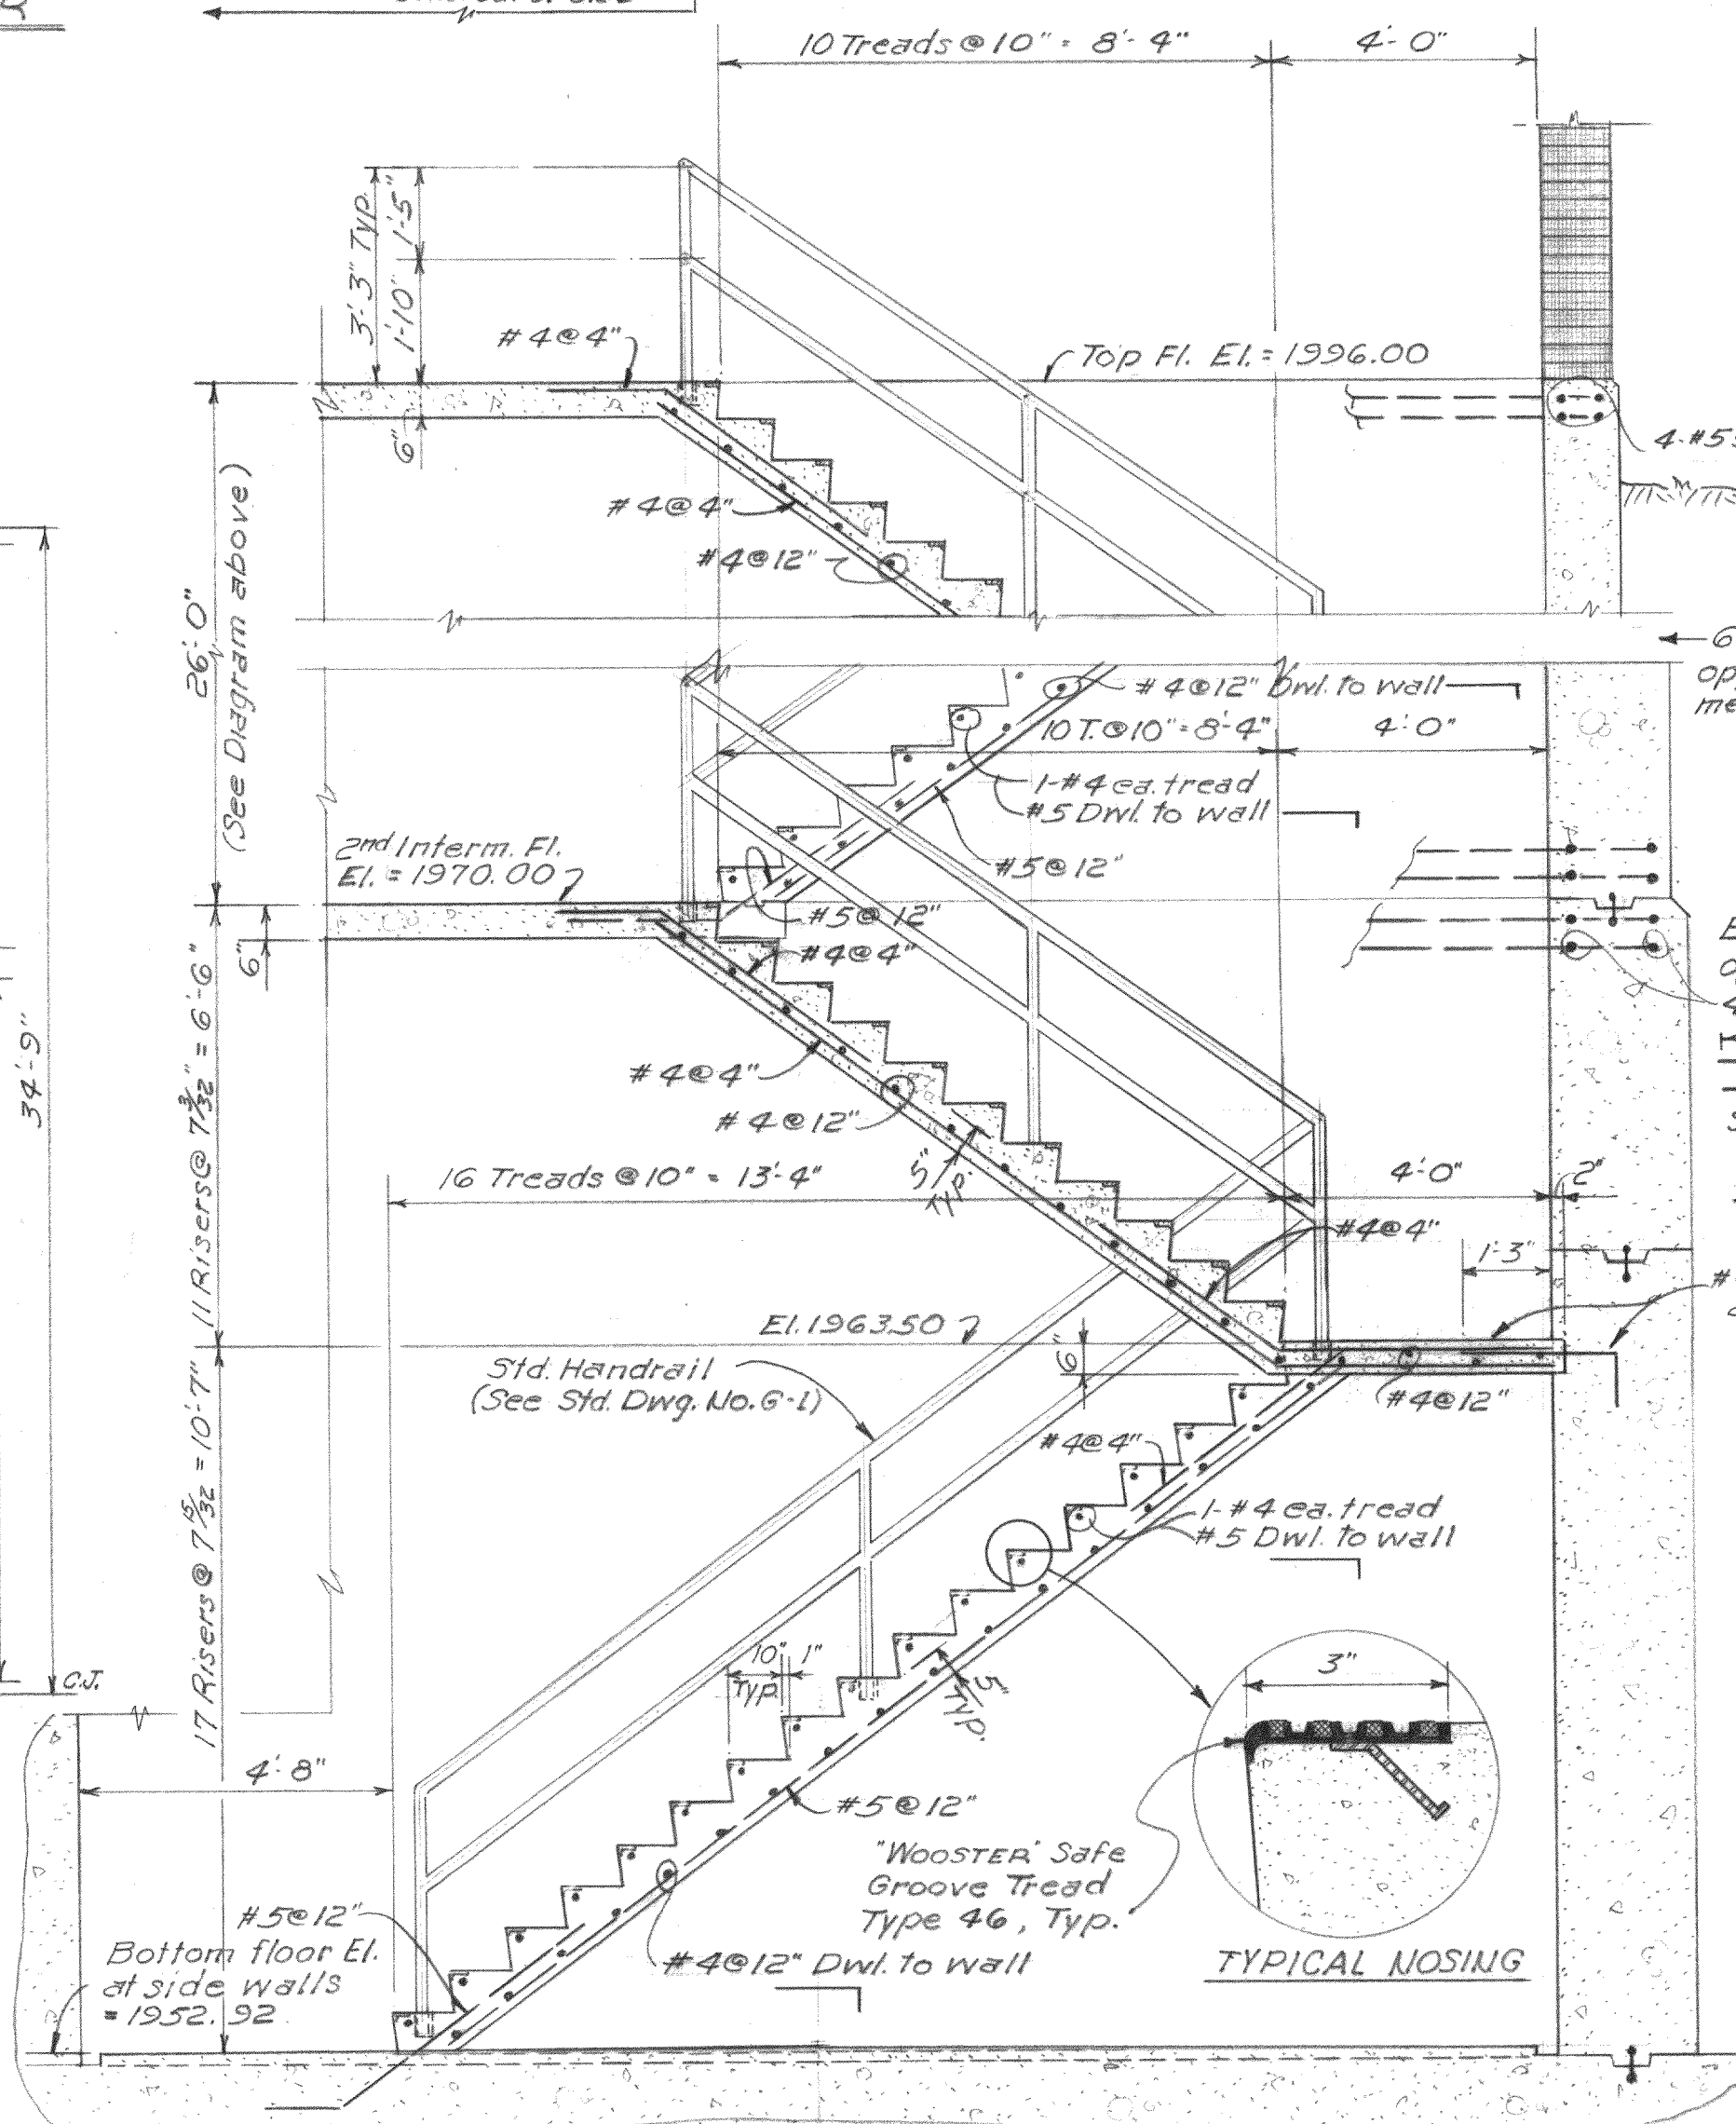 10 Treads @ 10" = 8'-4"
4'-0"
3'-3" Typ.
1'-5"
1'-10"
#4@4"
Top Fl. El. = 1996.00
6"
4-#5
#4@4"
#4@12"
26'-0"
(See Diagram above)
6
#4@12" Dwl. to wall
10 T. @10" = 8'-4"
4'-0"
1-#4 ea. tread
#5 Dwl. to wall
#5@12"
2nd Interm. Fl.
El. = 1970.00
#5@12"
#4@4"
6"
34'-9"
11 Risers @ 7 3/32" = 6'-6"
#4@4"
#4@12"
16 Treads @ 10" = 13'-4"
5"
Typ.
4'-0"
2"
#4@4"
1'-3"
El. 1963.50
6"
Std. Handrail
(See Std. Dwg. No. G-1)
#4@12"
#4@4"
1-#4 ea. tread
#5 Dwl. to wall
17 Risers @ 7 15/32" = 10'-7"
10"
Typ.
1"
5"
Typ.
C.J.
4'-8"
3"
#5@12"
"WOOSTER" Safe
Groove Tread
Type 46, Typ.
#5@12"
Bottom floor El.
at side walls
= 1952.92
#4@12" Dwl. to wall
TYPICAL NOSING